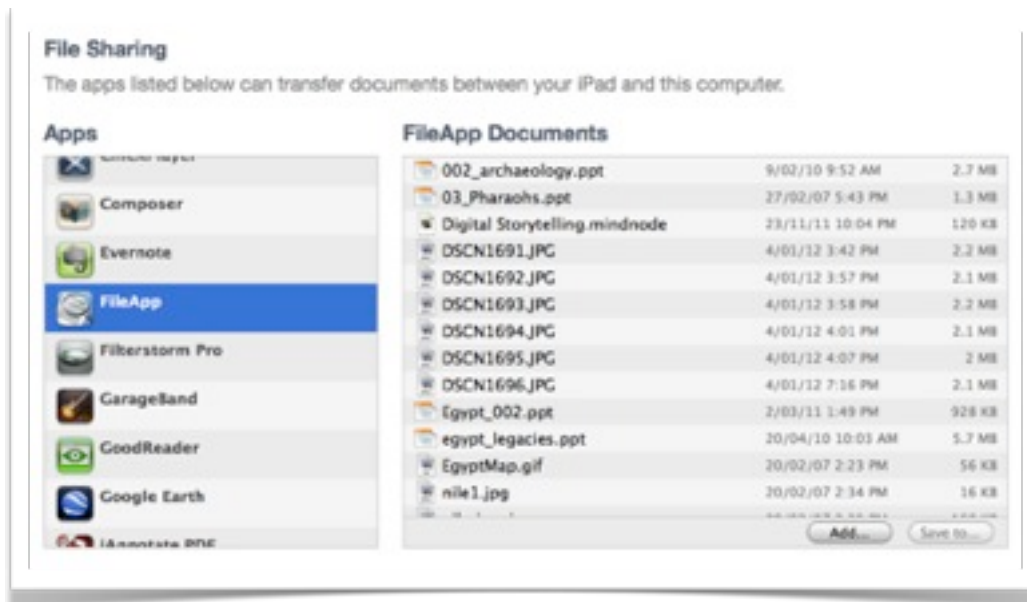 File Sharing
The apps listed below can transfer documents between your iPad and this computer.
Apps
Composer
Evernote
FileApp
Filterstorm Pro
GarageBand
GoodReader
Google Earth
iAnnotate PDF
FileApp Documents
002_archaeology.ppt 9/02/10 9:52 AM 2.7 MB
03_Pharaohs.ppt 27/02/07 5:43 PM 1.3 MB
Digital Storytelling.mindnode 23/11/11 10:04 PM 120 KB
DSCN1691.JPG 4/01/12 3:42 PM 2.2 MB
DSCN1692.JPG 4/01/12 3:57 PM 2.1 MB
DSCN1693.JPG 4/01/12 3:58 PM 2.2 MB
DSCN1694.JPG 4/01/12 4:01 PM 2.1 MB
DSCN1695.JPG 4/01/12 4:07 PM 2 MB
DSCN1696.JPG 4/01/12 7:16 PM 2.1 MB
Egypt_002.ppt 2/03/11 1:49 PM 928 KB
egypt_legacies.ppt 20/04/10 10:03 AM 5.7 MB
EgyptMap.gif 20/02/07 2:23 PM 56 KB
nile1.jpg 20/02/07 2:34 PM 16 KB
Add... Save to...